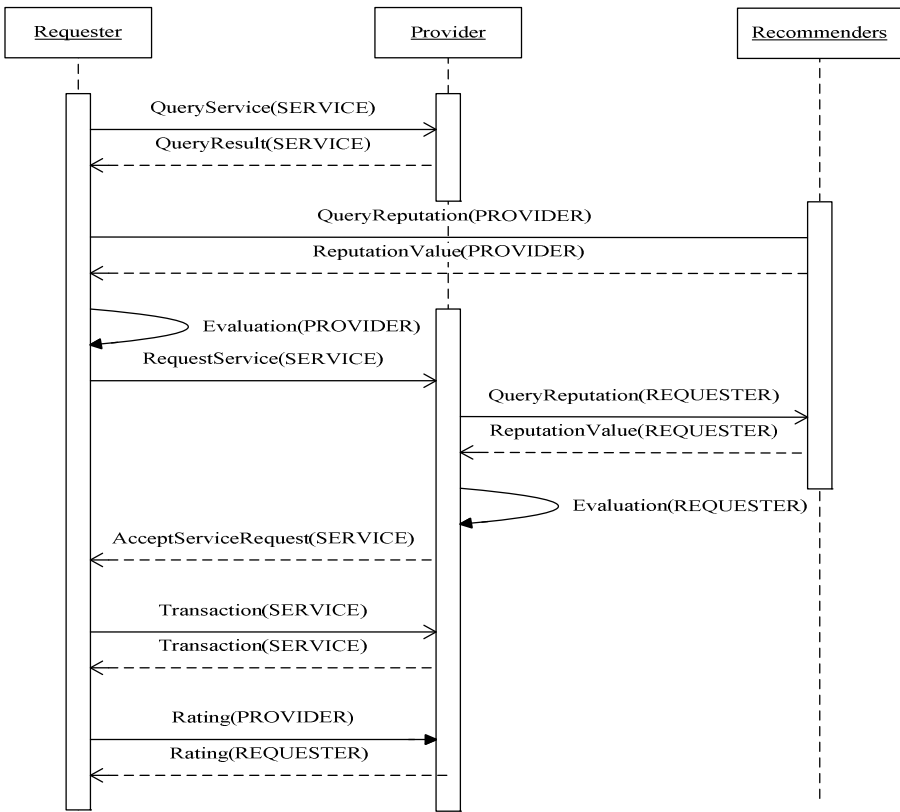 Requester
Provider
Recommenders
QueryService(SERVICE)
QueryResult(SERVICE)
QueryReputation(PROVIDER)
ReputationValue(PROVIDER)
Evaluation(PROVIDER)
RequestService(SERVICE)
QueryReputation(REQUESTER)
ReputationValue(REQUESTER)
Evaluation(REQUESTER)
AcceptServiceRequest(SERVICE)
Transaction(SERVICE)
Transaction(SERVICE)
Rating(PROVIDER)
Rating(REQUESTER)